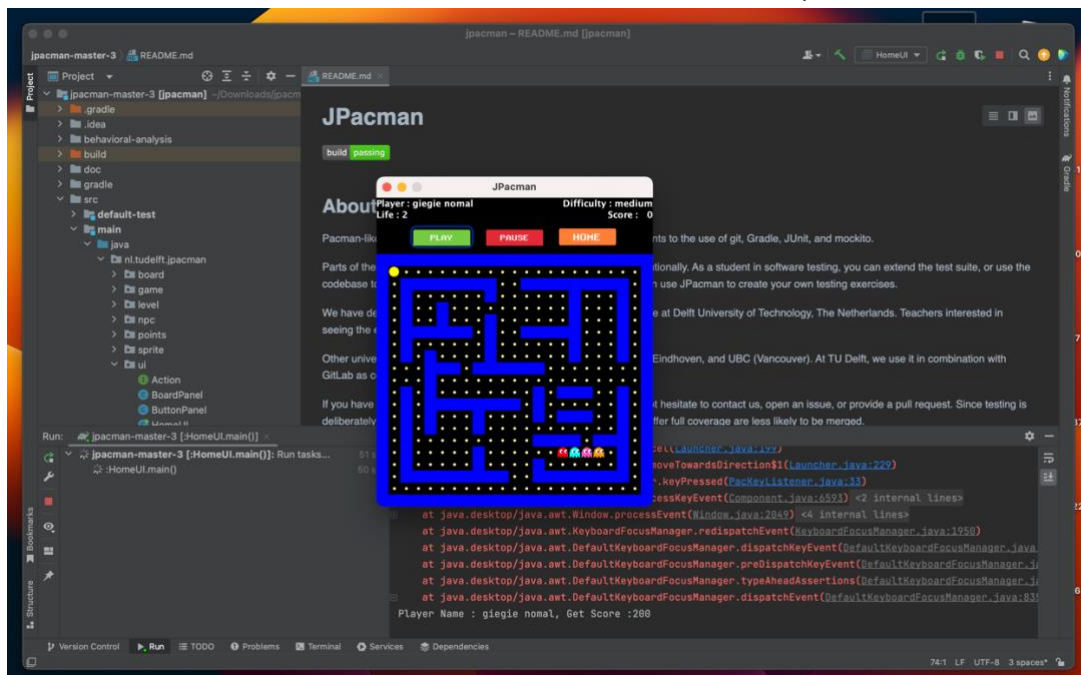 jpacman – README.md [jpacman]
jpacman-master-3 README.md
HomeUI
Project
README.md
Project
Notifications
Gradle
jpacman-master-3 [jpacman] ~/Downloads/jpacm
.gradle
.idea
behavioral-analysis
build
doc
gradle
src
default-test
main
java
nl.tudelft.jpacman
board
game
level
npc
points
sprite
ui
Action
BoardPanel
ButtonPanel
HomeUI
JPacman
build passing
About
Pacman-lik
nts to the use of git, Gradle, JUnit, and mockito.
Parts of the
tionally. As a student in software testing, you can extend the test suite, or use the
codebase to
n use JPacman to create your own testing exercises.
We have de
e at Delft University of Technology, The Netherlands. Teachers interested in
seeing the
Other unive
Eindhoven, and UBC (Vancouver). At TU Delft, we use it in combination with
GitLab as c
If you have
t hesitate to contact us, open an issue, or provide a pull request. Since testing is
deliberately
ffer full coverage are less likely to be merged.
JPacman
Player : giegie nomal
Difficulty : medium
Life : 2
Score : 0
PLAY
PAUSE
HOME
Run: jpacman-master-3 [:HomeUI.main()]
jpacman-master-3 [:HomeUI.main()]: Run tasks... 51 s
:HomeUI.main() 50 s
(Launcher.java:199)
moveTowardsDirection$1(Launcher.java:229)
.keyPressed(PacKeyListener.java:33)
cessKeyEvent(Component.java:6593) <2 internal lines>
at java.desktop/java.awt.Window.processEvent(Window.java:2049) <4 internal lines>
at java.desktop/java.awt.KeyboardFocusManager.redispatchEvent(KeyboardFocusManager.java:1950)
at java.desktop/java.awt.DefaultKeyboardFocusManager.dispatchKeyEvent(DefaultKeyboardFocusManager.java
at java.desktop/java.awt.DefaultKeyboardFocusManager.preDispatchKeyEvent(DefaultKeyboardFocusManager.j
at java.desktop/java.awt.DefaultKeyboardFocusManager.typeAheadAssertions(DefaultKeyboardFocusManager.j
at java.desktop/java.awt.DefaultKeyboardFocusManager.dispatchEvent(DefaultKeyboardFocusManager.java:83
Player Name : giegie nomal, Get Score :200
Bookmarks
Structure
Version Control Run TODO Problems Terminal Services Dependencies
74:1 LF UTF-8 3 spaces*